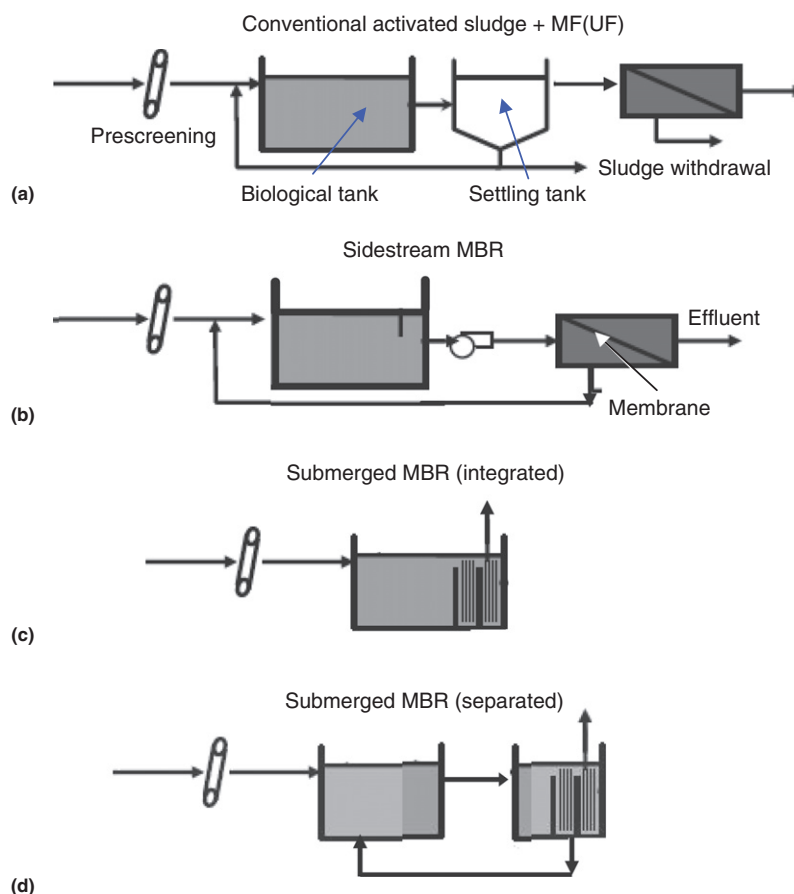 Conventional activated sludge + MF(UF)
Prescreening
Biological tank
Settling tank
Sludge withdrawal
(a)
Sidestream MBR
Effluent
Membrane
(b)
Submerged MBR (integrated)
(c)
Submerged MBR (separated)
(d)